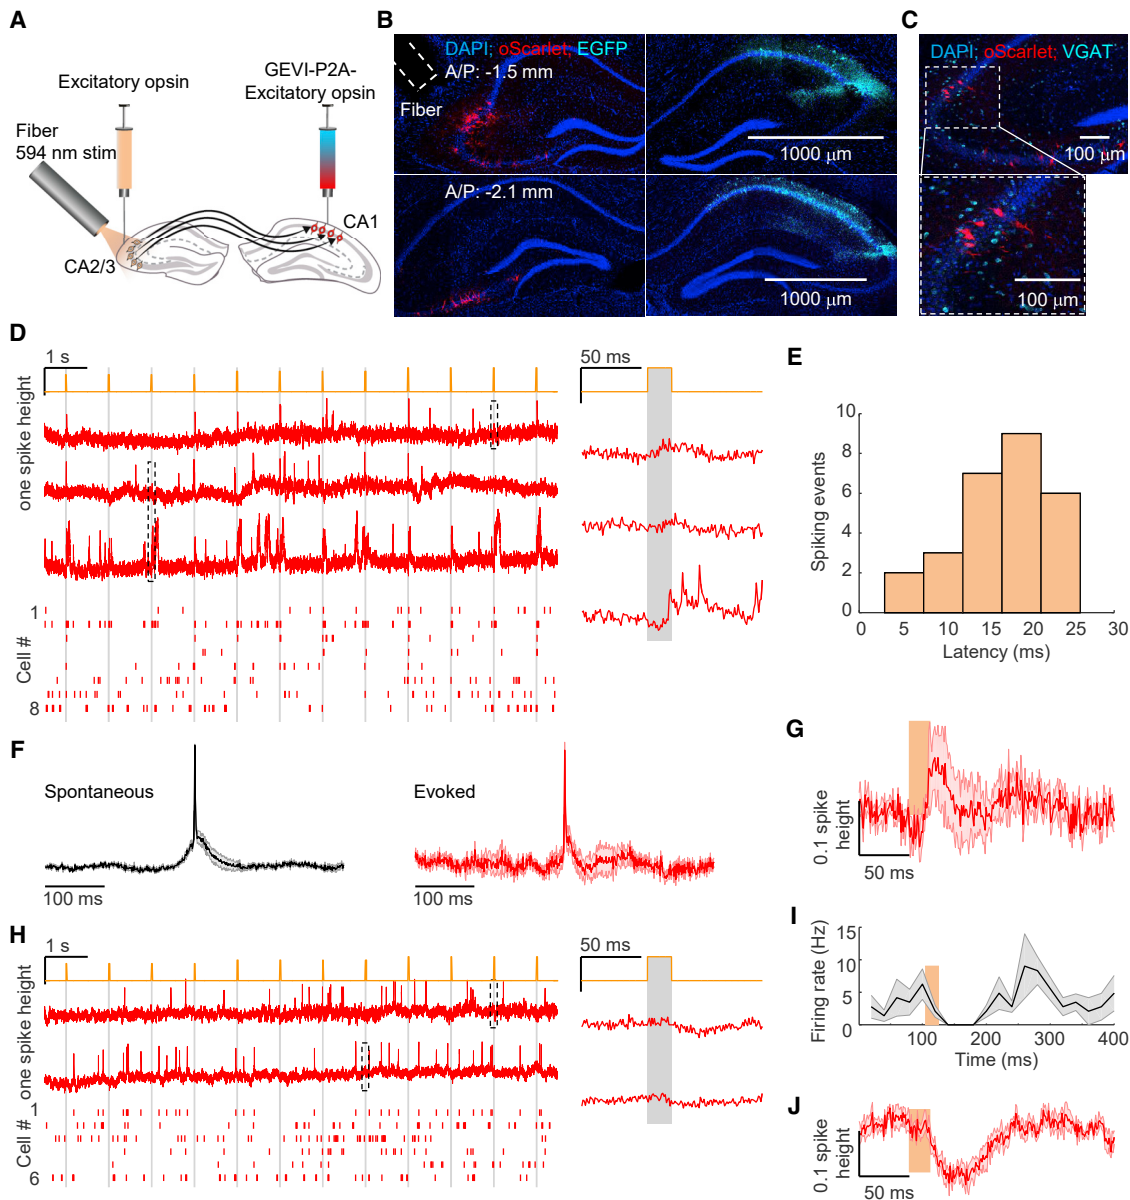 A
Excitatory opsin
GEVI-P2A-
Excitatory opsin
Fiber
594 nm stim
CA1
CA2/3
B
DAPI; oScarlet; EGFP
A/P: -1.5 mm
Fiber
1000 μm
A/P: -2.1 mm
1000 μm
C
DAPI; oScarlet; VGAT
100 μm
100 μm
D
1 s
one spike height
50 ms
1
Cell #
8
E
Spiking events
10
8
6
4
2
0
0 5 10 15 20 25 30
Latency (ms)
F
Spontaneous
100 ms
Evoked
100 ms
G
0.1 spike
height
50 ms
H
1 s
one spike height
50 ms
1
Cell #
6
I
Firing rate (Hz)
15
10
5
0
100 200 300 400
Time (ms)
J
0.1 spike
height
50 ms